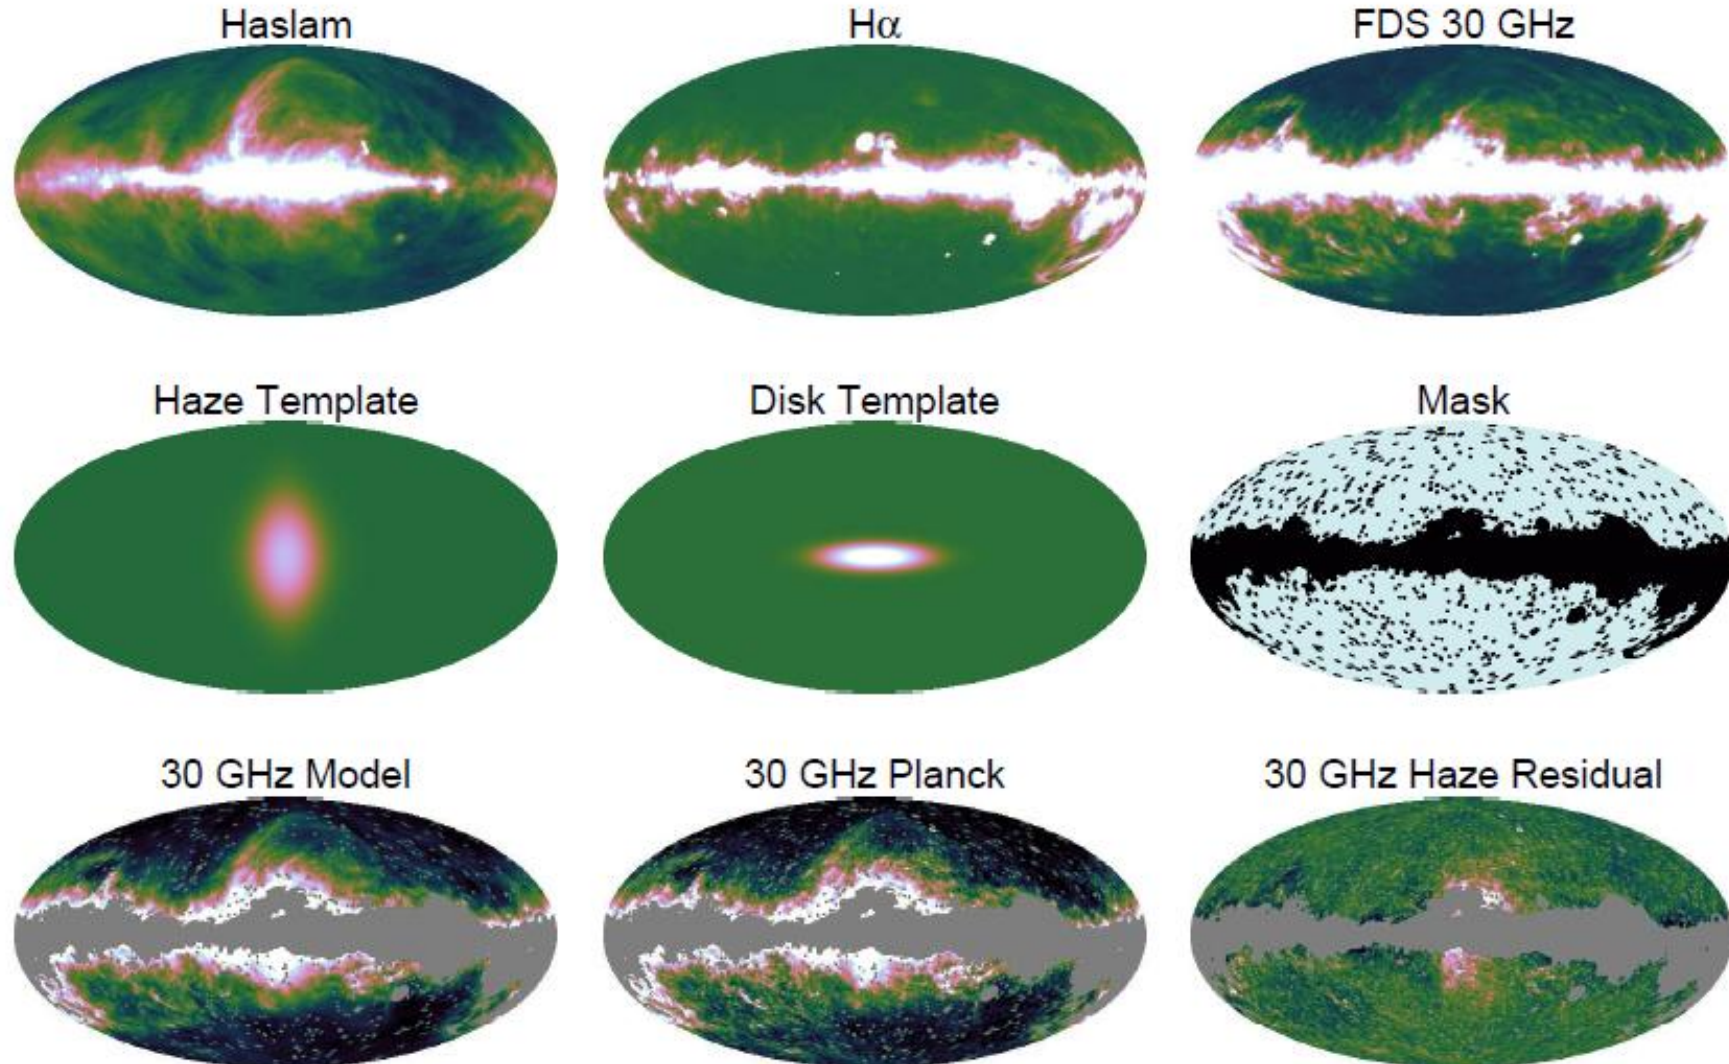 Haslam
Hα
FDS 30 GHz
Haze Template
Disk Template
Mask
30 GHz Model
30 GHz Planck
30 GHz Haze Residual